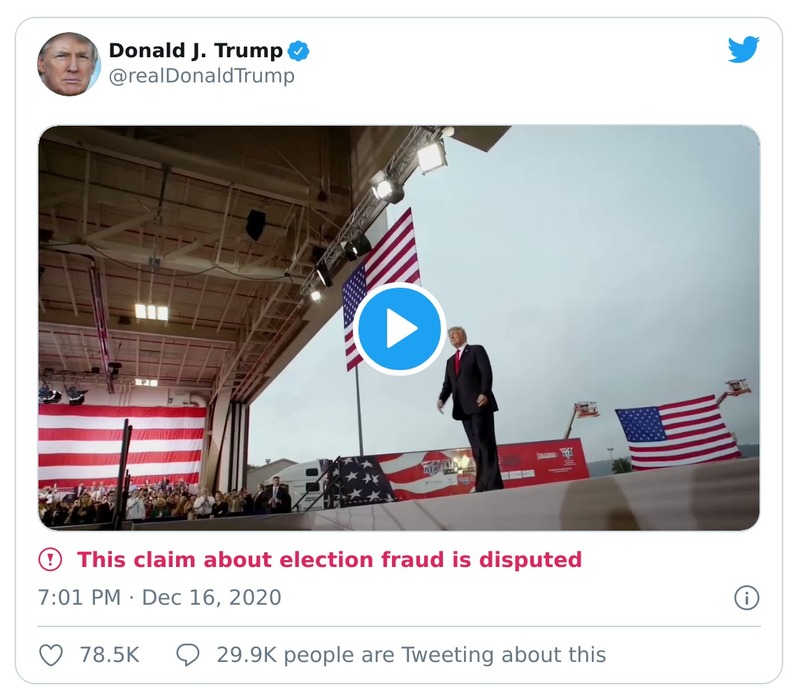 Donald J. Trump
@realDonaldTrump
This claim about election fraud is disputed
7:01 PM · Dec 16, 2020
78.5K
29.9K people are Tweeting about this